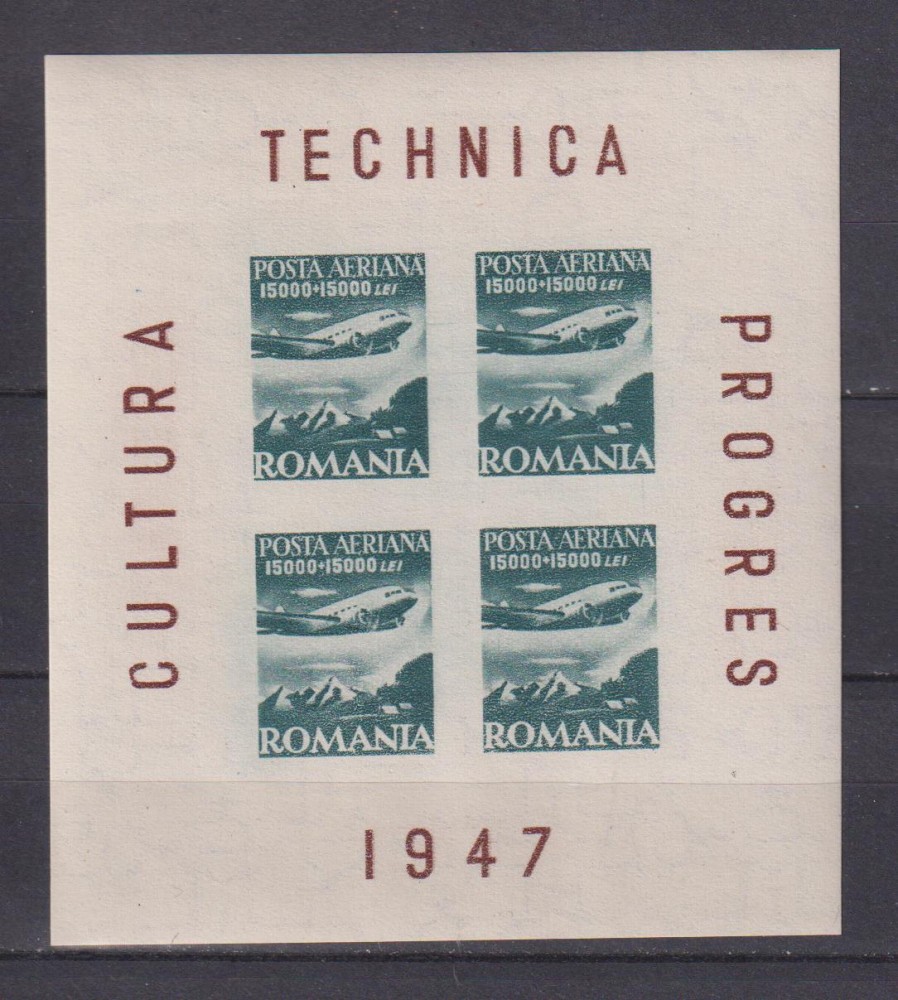 TECHNICA
CULTURA
POSTA AERIANA
15000+15000 LEI
ROMANIA
POSTA AERIANA
15000+15000 LEI
ROMANIA
POSTA AERIANA
15000+15000 LEI
ROMANIA
POSTA AERIANA
15000+15000 LEI
ROMANIA
PROGRES
1947